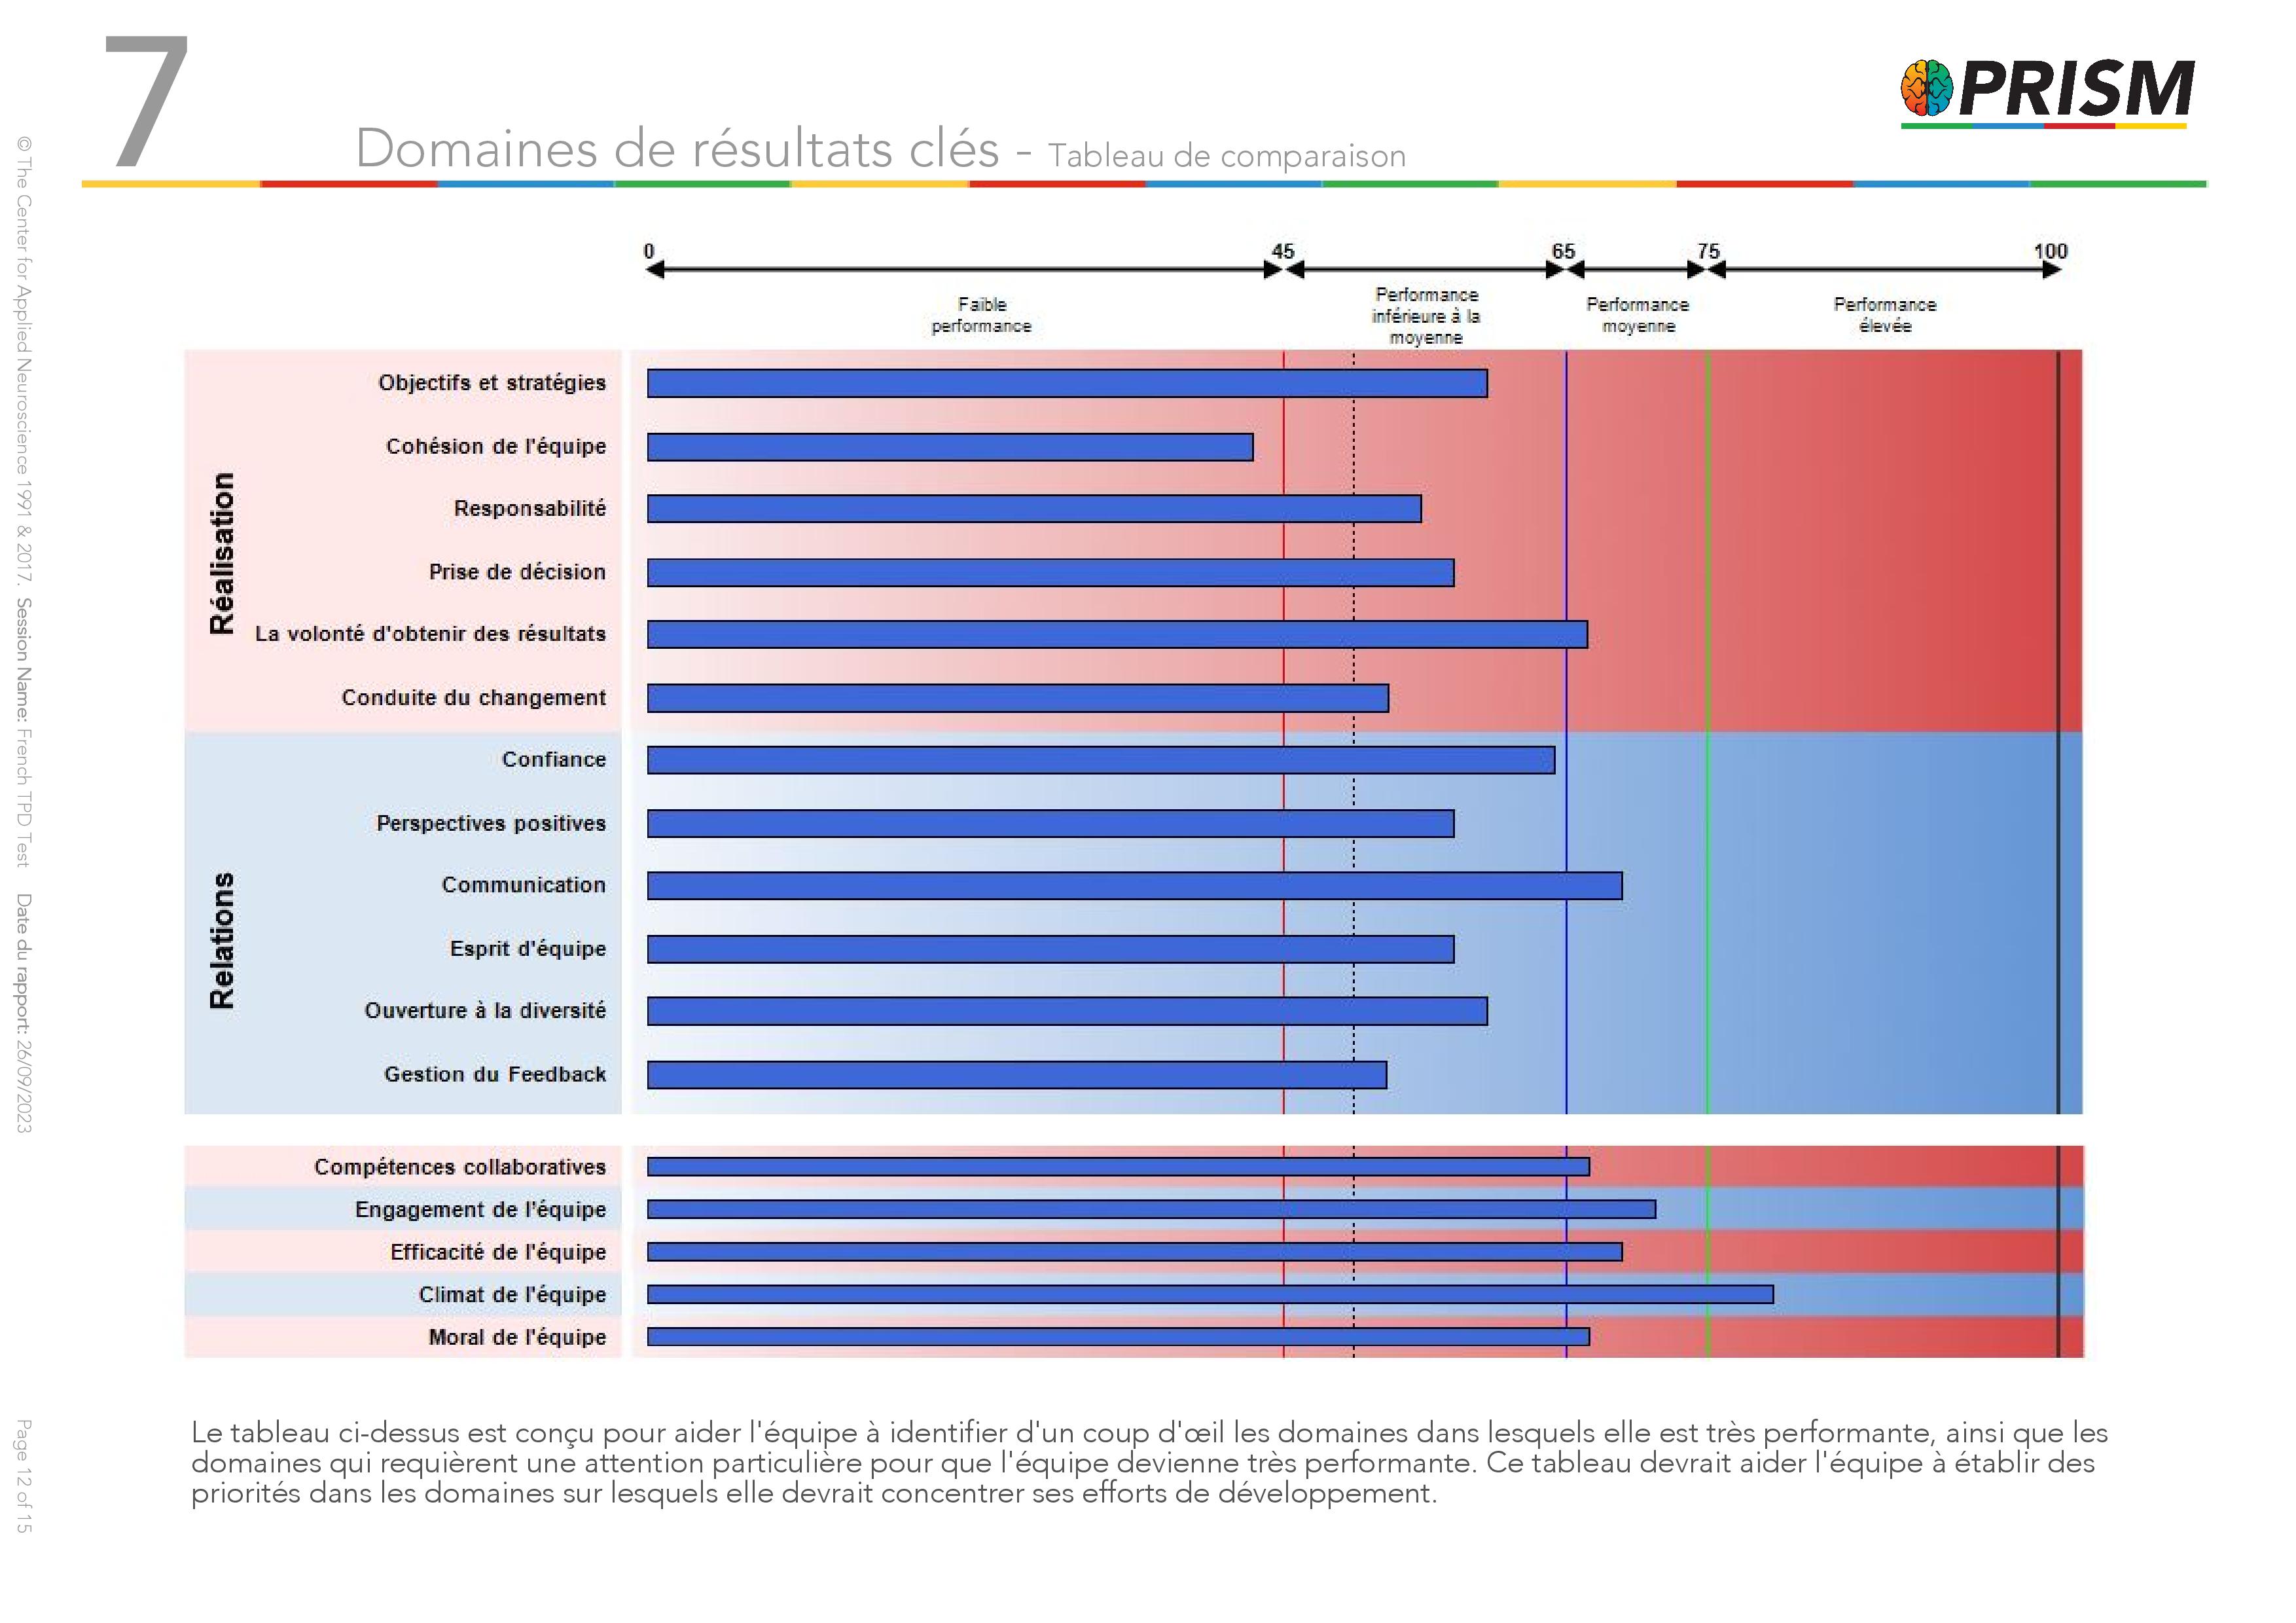 7
Domaines de résultats clés - Tableau de comparaison
PRISM
0 45 65 75 100
Faible
performance
Performance
inférieure à la
moyenne
Performance
moyenne
Performance
élevée
Réalisation
Objectifs et stratégies
Cohésion de l'équipe
Responsabilité
Prise de décision
La volonté d'obtenir des résultats
Conduite du changement
Relations
Confiance
Perspectives positives
Communication
Esprit d'équipe
Ouverture à la diversité
Gestion du Feedback
Compétences collaboratives
Engagement de l'équipe
Efficacité de l'équipe
Climat de l'équipe
Moral de l'équipe
Le tableau ci-dessus est conçu pour aider l'équipe à identifier d'un coup d'œil les domaines dans lesquels elle est très performante, ainsi que les
domaines qui requièrent une attention particulière pour que l'équipe devienne très performante. Ce tableau devrait aider l'équipe à établir des
priorités dans les domaines sur lesquels elle devrait concentrer ses efforts de développement.
© The Center for Applied Neuroscience 1991 & 2017. Session Name: French TPD Test Date du rapport: 26/09/2023 Page 12 of 15